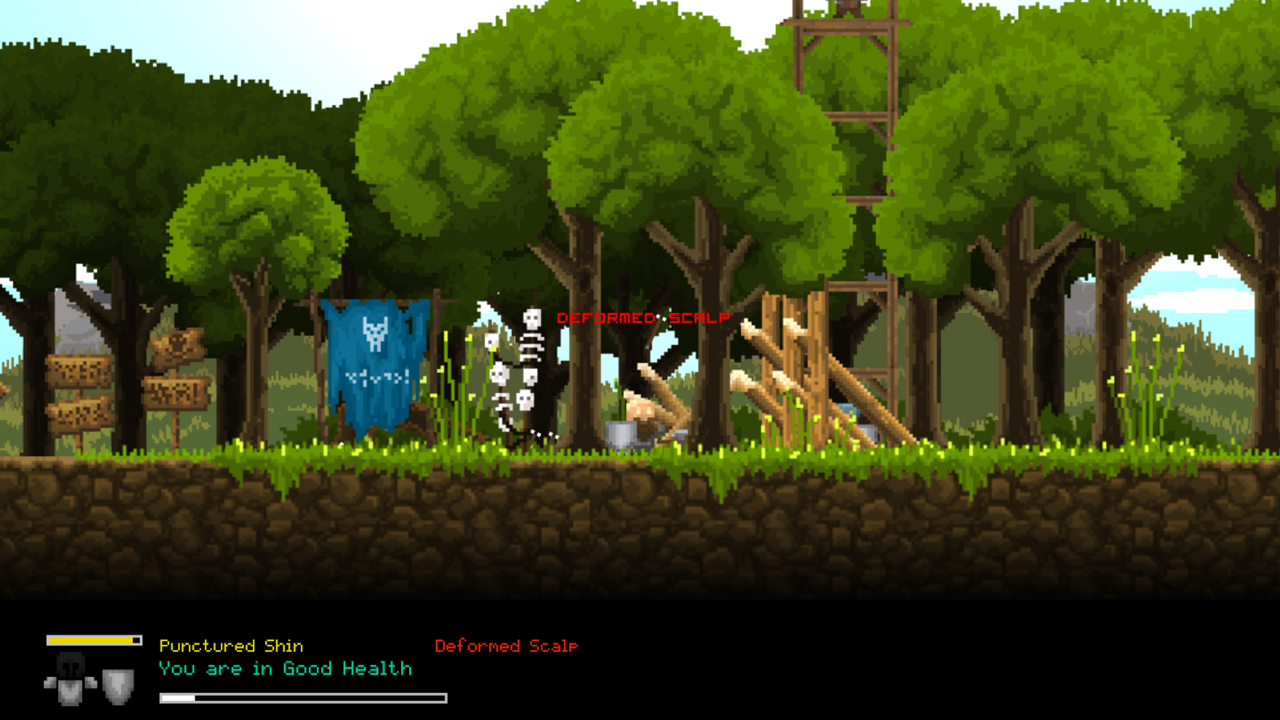 DEFORMED SCALP
Punctured Shin
Deformed Scalp
You are in Good Health